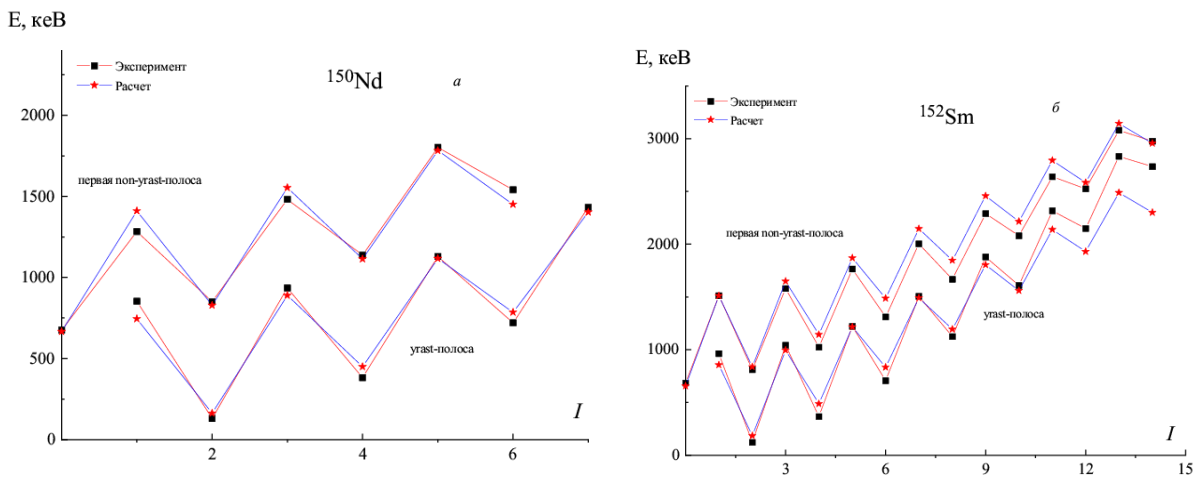 E, кеВ
Эксперимент
Расчет
150Nd
а
первая non-yrast-полоса
yrast-полоса
I
2000
1500
1000
500
0
2
4
6
E, кеВ
Эксперимент
Расчет
152Sm
б
первая non-yrast-полоса
yrast-полоса
I
3000
2000
1000
0
3
6
9
12
15